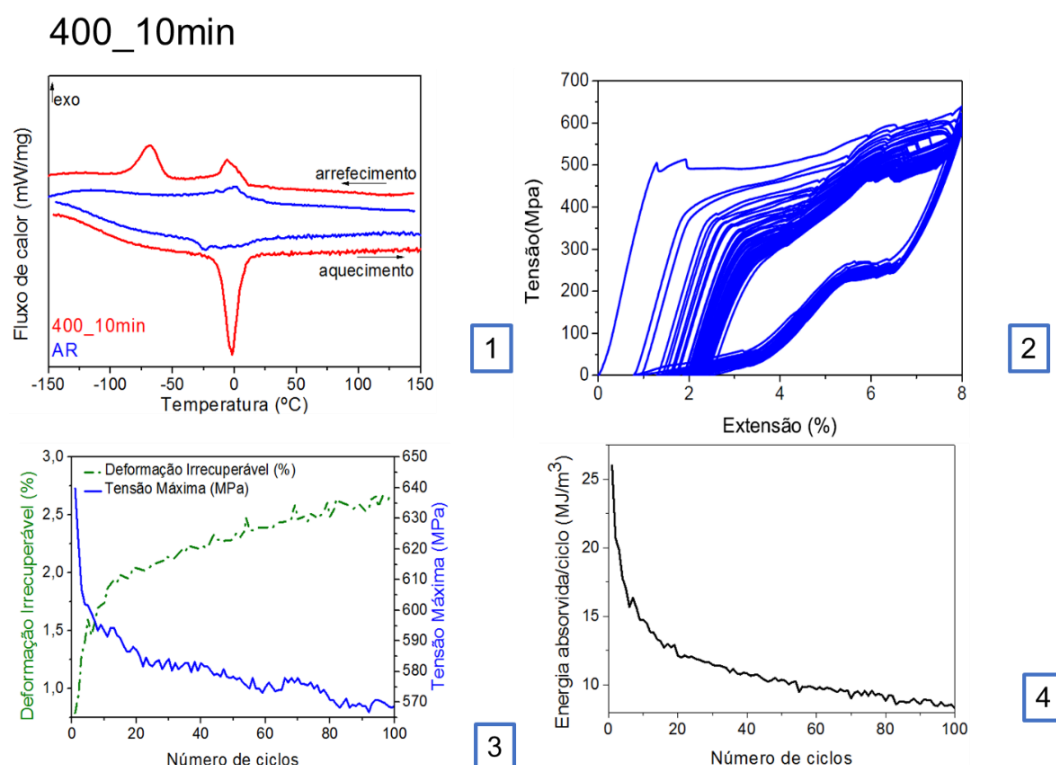 400_10min
exo
arrefecimento
aquecimento
400_10min
AR
-150 -100 -50 0 50 100 150
Temperatura (ºC)
Fluxo de calor (mW/mg)
1
700
600
500
400
300
200
100
0
0 2 4 6 8
Extensão (%)
Tensão(Mpa)
2
3,0
2,5
2,0
1,5
1,0
Deformação Irrecuperável (%)
Deformação Irrecuperável (%)
Tensão Máxima (MPa)
650
640
630
620
610
600
590
580
570
Tensão Máxima (MPa)
0 20 40 60 80 100
Número de ciclos
3
25
20
15
10
Energia absorvida/ciclo (MJ/m³)
0 20 40 60 80 100
Número de ciclos
4